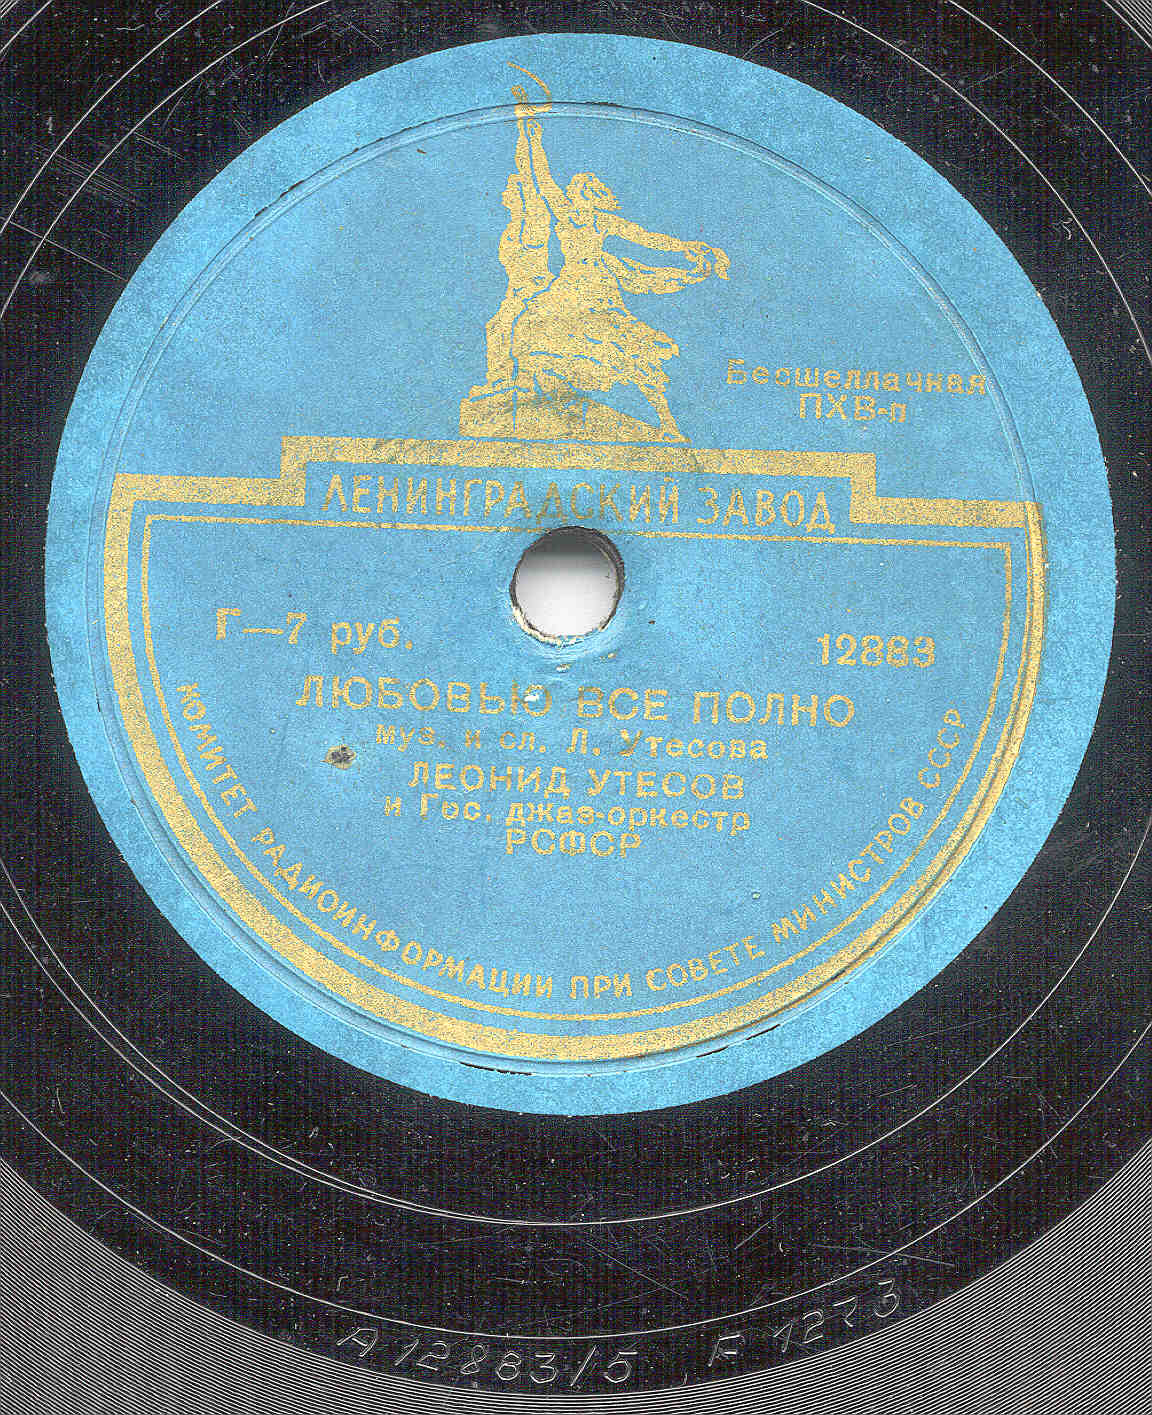 Бесшеллачная
ПХВ-п
ЛЕНИНГРАДСКИЙ ЗАВОД
Г—7 руб.
12883
ЛЮБОВЬЮ ВСЕ ПОЛНО
муз. и сл. Л. Утесова
ЛЕОНИД УТЕСОВ
и Гос. джаз-оркестр
РСФСР
КОМИТЕТ РАДИОИНФОРМАЦИИ ПРИ СОВЕТЕ МИНИСТРОВ СССР
А 12883/5